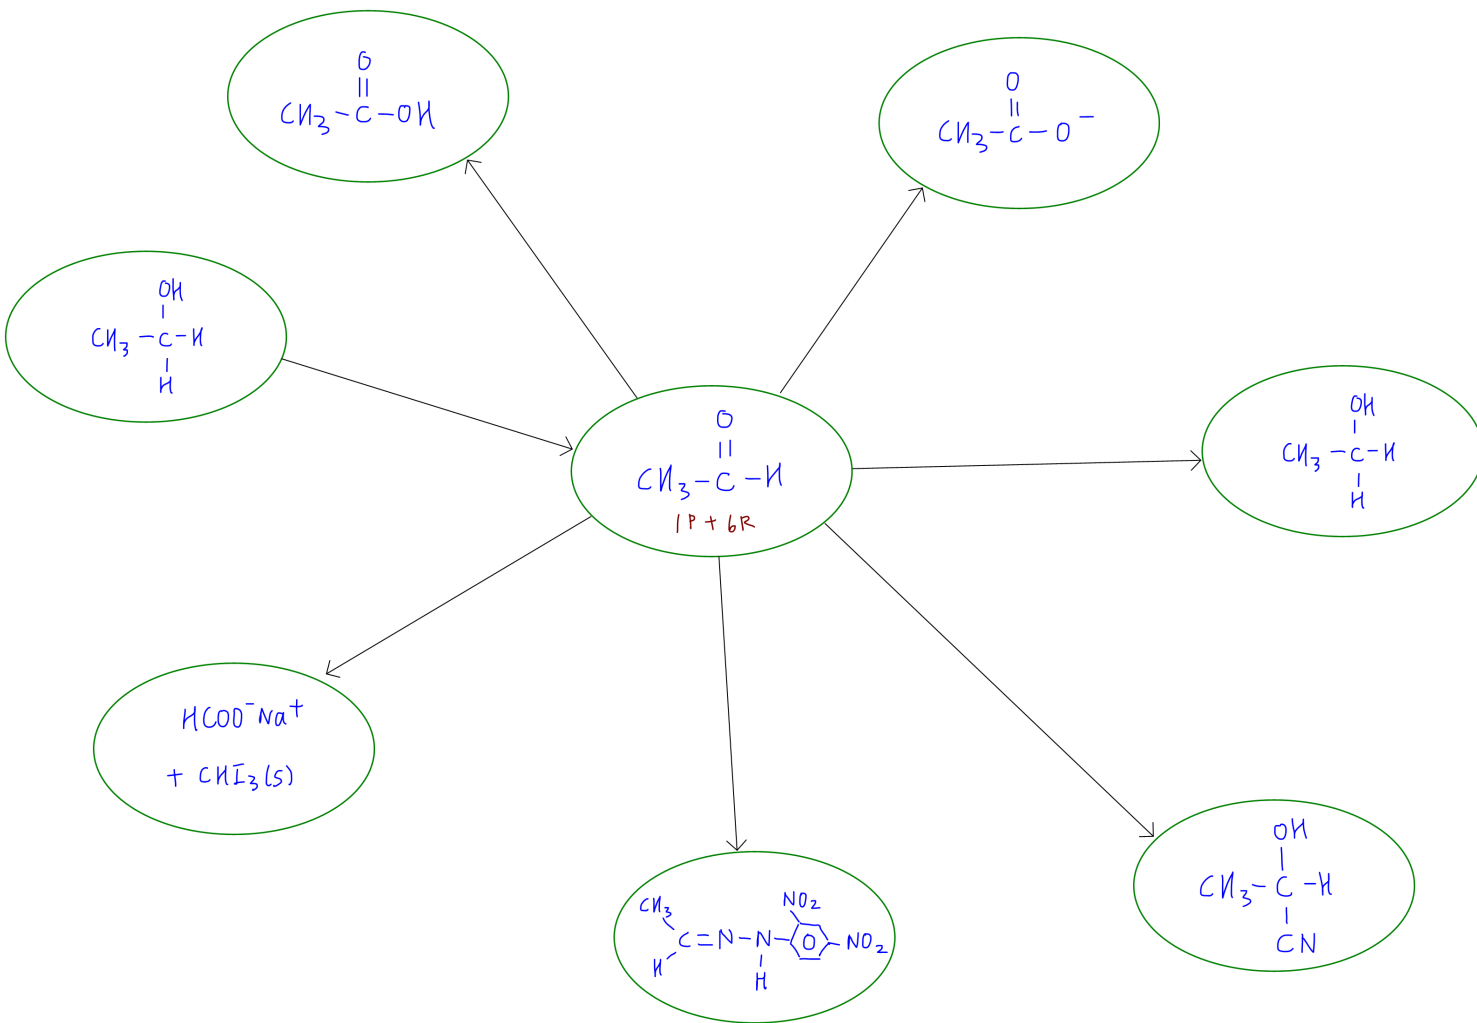 O
||
CH₃-C-OH
O
||
CH₃-C-O⁻
OH
|
CH₃-C-H
|
H
O
||
CH₃-C-H
1P + 6R
OH
|
CH₃-C-H
|
H
HCOO⁻Na⁺
+ CHI₃(s)
CH₃
NO₂
C=N-N-
NO₂
H
H
OH
|
CH₃-C-H
|
CN